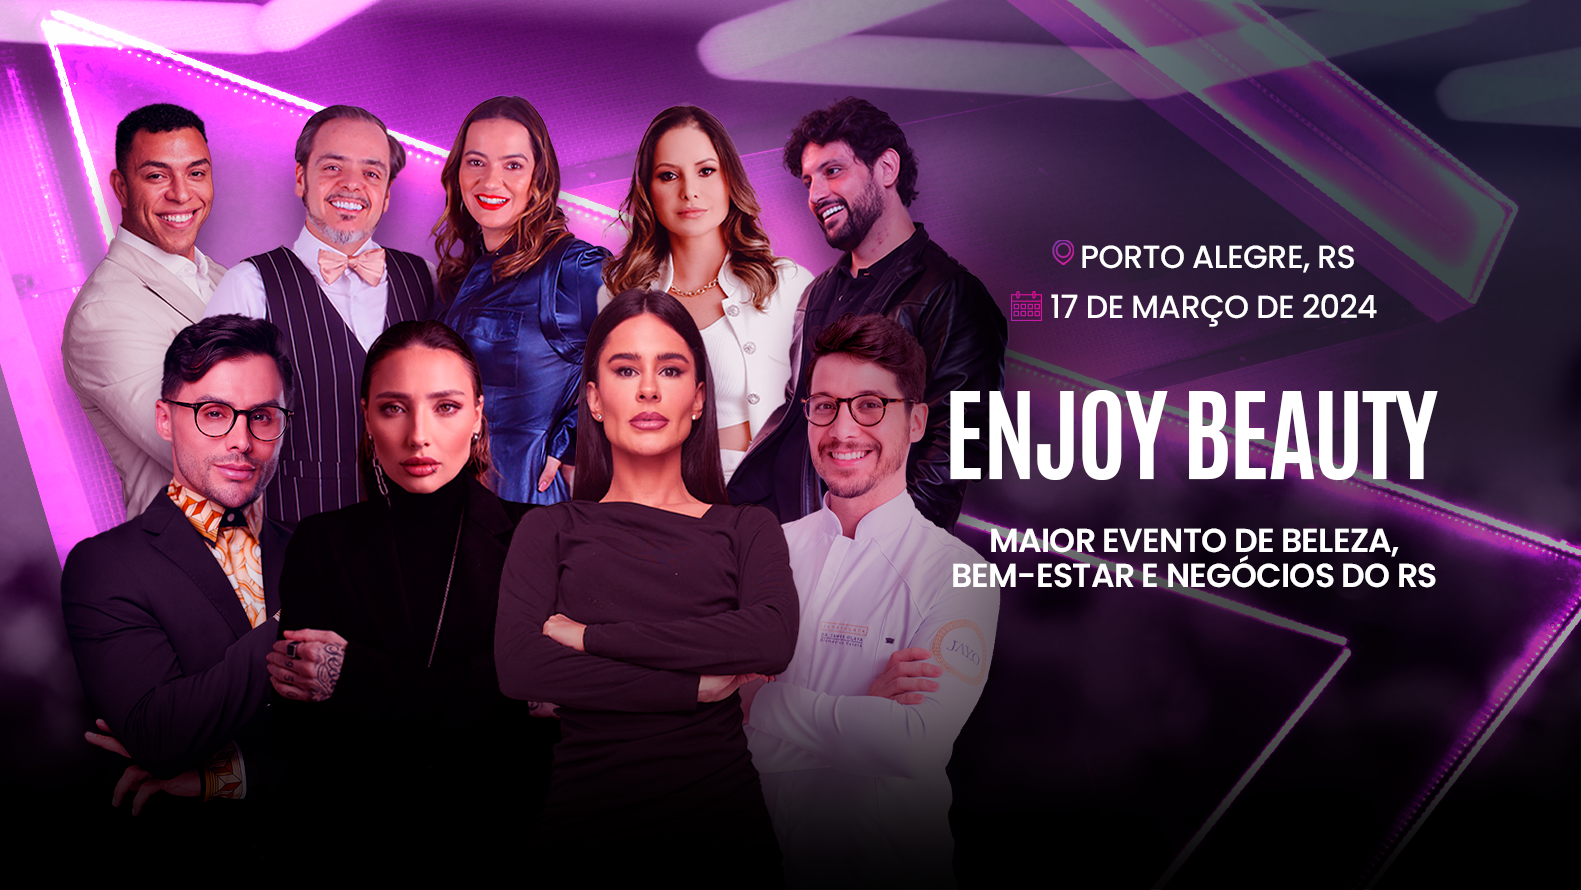 PORTO ALEGRE, RS
17 DE MARÇO DE 2024
ENJOY BEAUTY
MAIOR EVENTO DE BELEZA,
BEM-ESTAR E NEGÓCIOS DO RS
JAYO